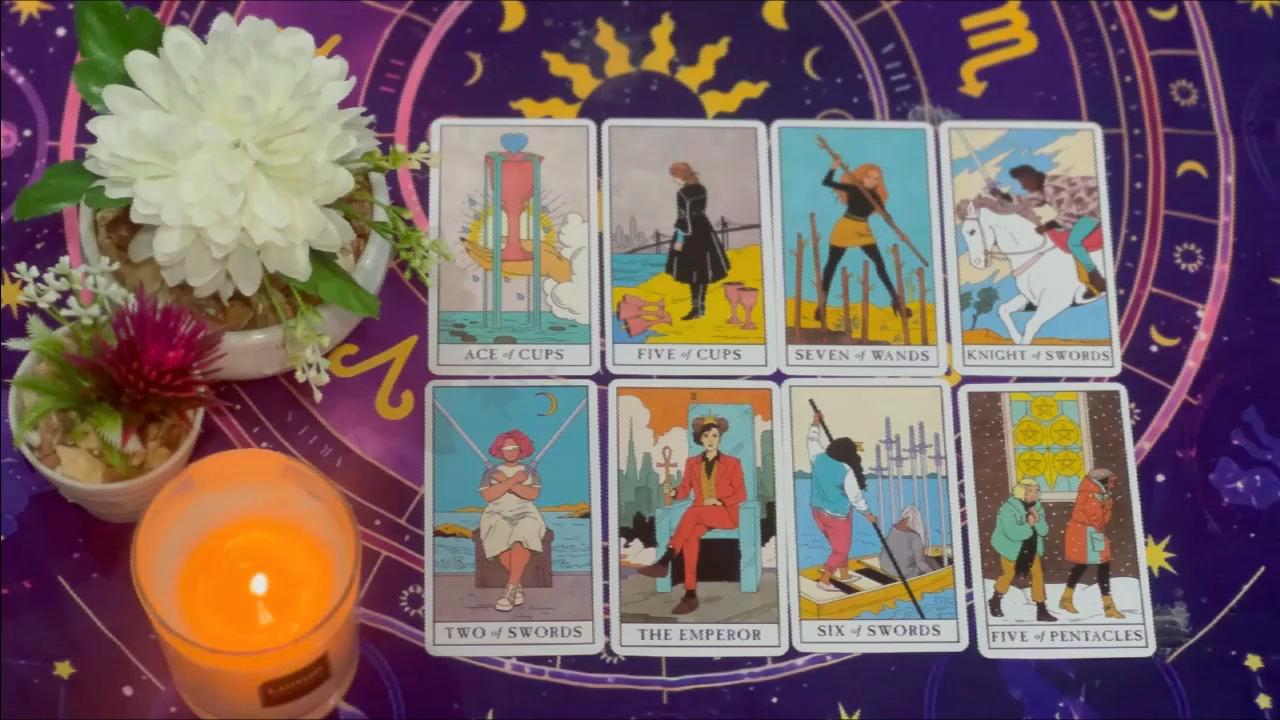 ACE of CUPS
FIVE of CUPS
SEVEN of WANDS
KNIGHT of SWORDS
TWO of SWORDS
THE EMPEROR
SIX of SWORDS
FIVE of PENTACLES